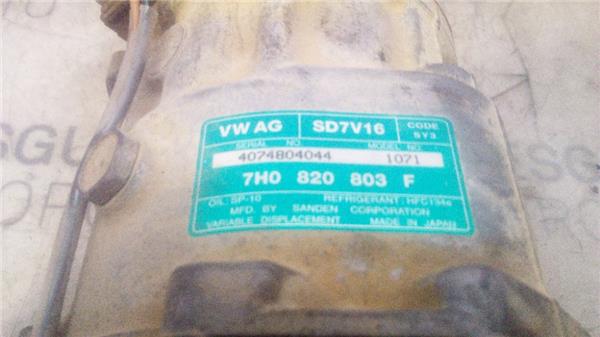 VW AG SD7V16 CODE SY3
SERIAL NO. MODEL NO.
4074804044 1071
7H0 820 803 F
OIL: SP-10 REFRIGERANT: HFC134a
MFD BY SANDEN CORPORATION
VARIABLE DISPLACEMENT MADE IN JAPAN